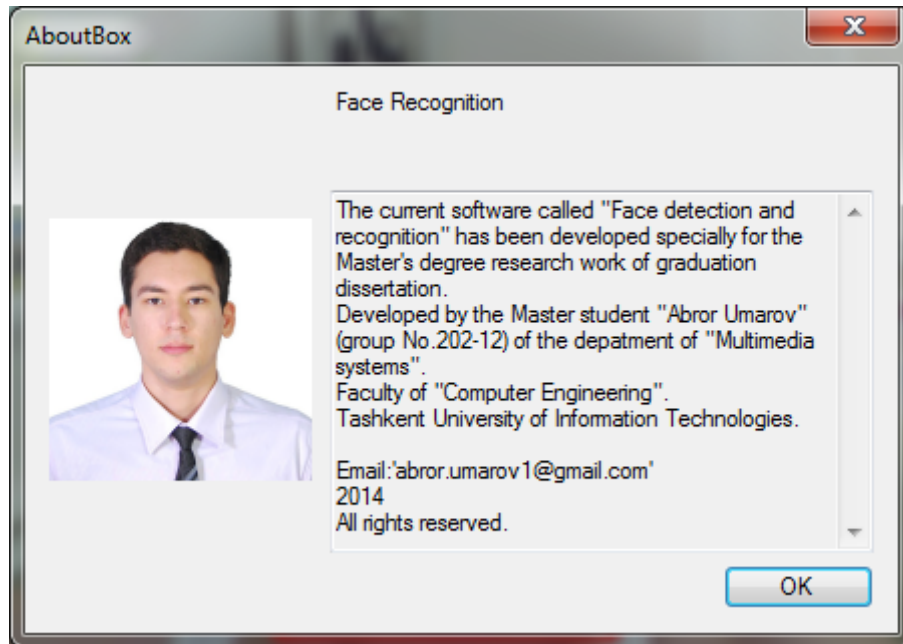 AboutBox
Face Recognition
The current software called "Face detection and
recognition" has been developed specially for the
Master's degree research work of graduation
dissertation.
Developed by the Master student "Abror Umarov"
(group No.202-12) of the depatment of "Multimedia
systems".
Faculty of "Computer Engineering".
Tashkent University of Information Technologies.
Email:'abror.umarov1@gmail.com'
2014
All rights reserved.
OK